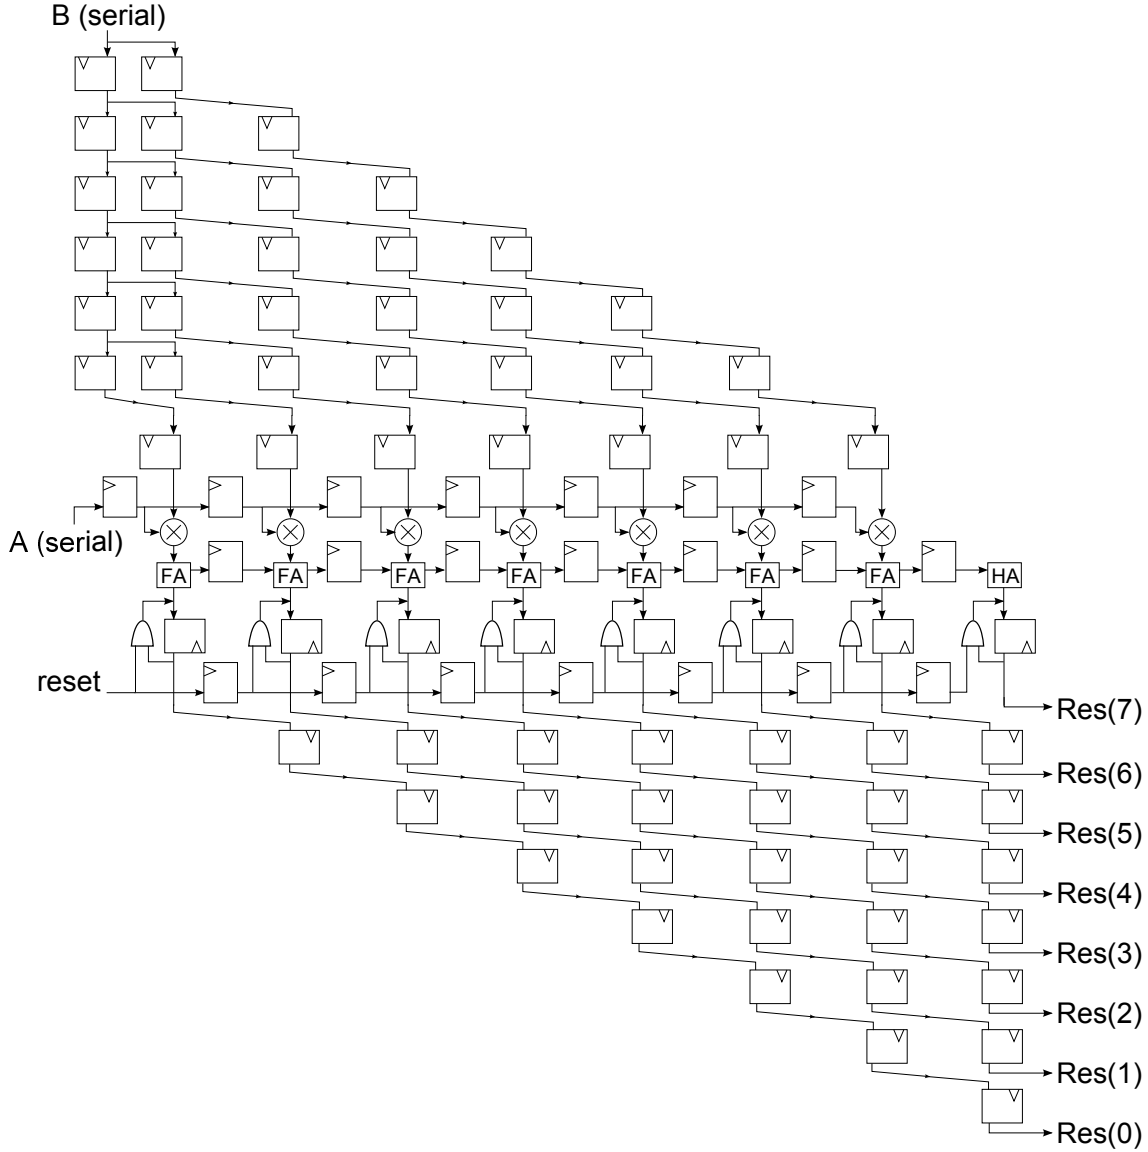 B (serial)
A (serial)
FA FA FA FA FA FA FA HA
reset
Res(7)
Res(6)
Res(5)
Res(4)
Res(3)
Res(2)
Res(1)
Res(0)